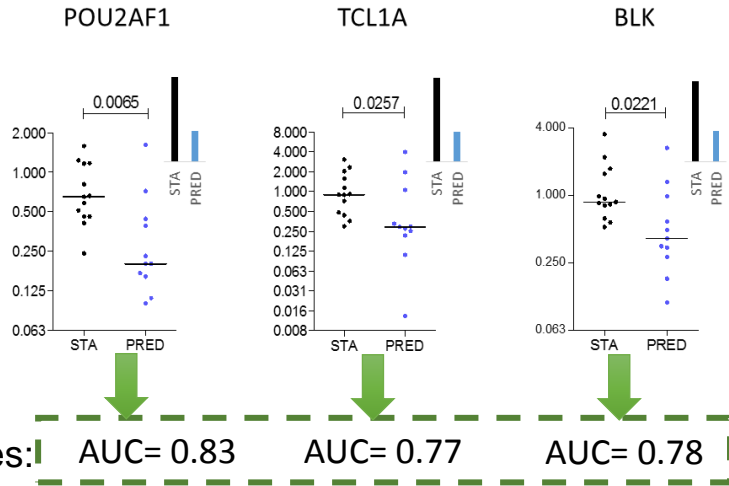 POU2AF1 TCL1A BLK
0.0065 0.0257 0.0221
STA PRED STA PRED STA PRED
2.000 8.000 4.000
1.000 4.000 1.000
0.500 2.000 0.250
0.250 1.000 0.063
0.125 0.500
0.063 0.250
0.125
0.063
0.031
0.016
0.008
STA PRED STA PRED STA PRED
es: AUC= 0.83 AUC= 0.77 AUC= 0.78